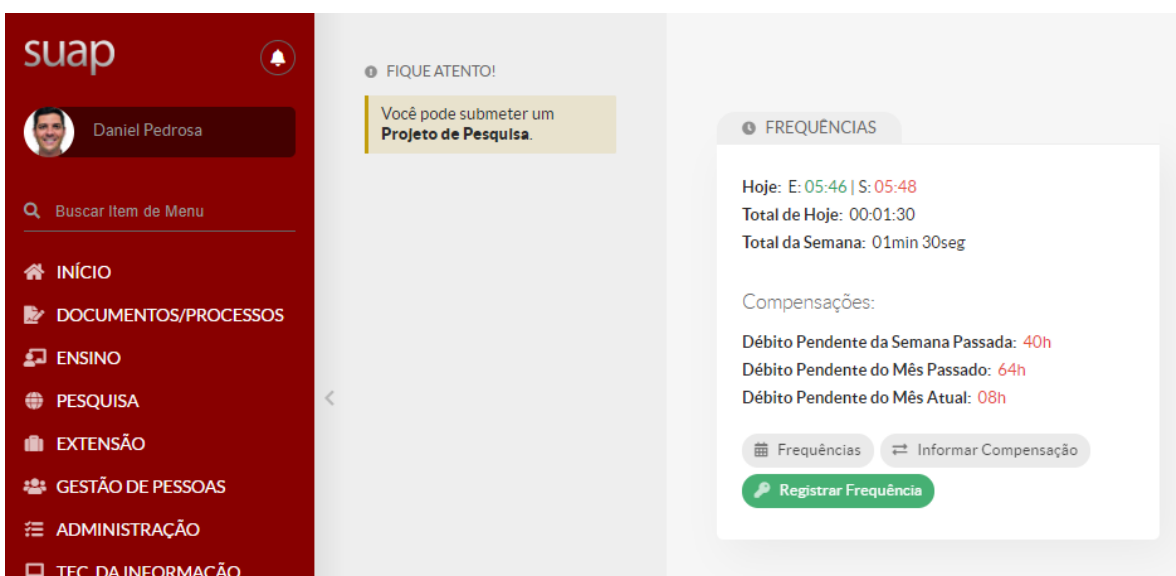 suap
Daniel Pedrosa
Buscar Item de Menu
INÍCIO
DOCUMENTOS/PROCESSOS
ENSINO
PESQUISA
EXTENSÃO
GESTÃO DE PESSOAS
ADMINISTRAÇÃO
TEC. DA INFORMAÇÃO
FIQUE ATENTO!
Você pode submeter um
Projeto de Pesquisa.
FREQUÊNCIAS
Hoje: E: 05:46 | S: 05:48
Total de Hoje: 00:01:30
Total da Semana: 01min 30seg
Compensações:
Débito Pendente da Semana Passada: 40h
Débito Pendente do Mês Passado: 64h
Débito Pendente do Mês Atual: 08h
Frequências
Informar Compensação
Registrar Frequência